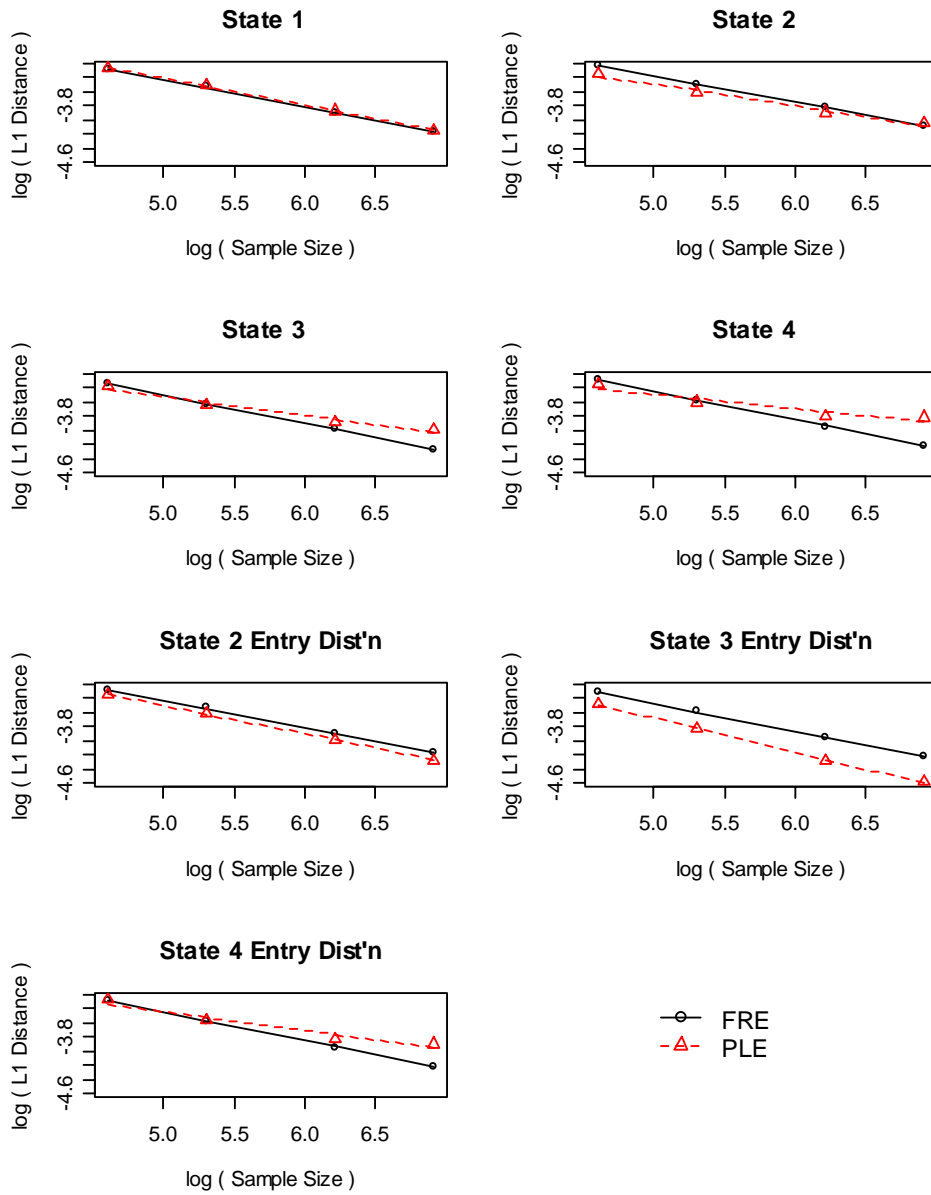 State 1
log ( L1 Distance )
-3.8
-4.6
5.0 5.5 6.0 6.5
log ( Sample Size )
State 2
log ( L1 Distance )
-3.8
-4.6
5.0 5.5 6.0 6.5
log ( Sample Size )
State 3
log ( L1 Distance )
-3.8
-4.6
5.0 5.5 6.0 6.5
log ( Sample Size )
State 4
log ( L1 Distance )
-3.8
-4.6
5.0 5.5 6.0 6.5
log ( Sample Size )
State 2 Entry Dist'n
log ( L1 Distance )
-3.8
-4.6
5.0 5.5 6.0 6.5
log ( Sample Size )
State 3 Entry Dist'n
log ( L1 Distance )
-3.8
-4.6
5.0 5.5 6.0 6.5
log ( Sample Size )
State 4 Entry Dist'n
log ( L1 Distance )
-3.8
-4.6
5.0 5.5 6.0 6.5
log ( Sample Size )
FRE
PLE